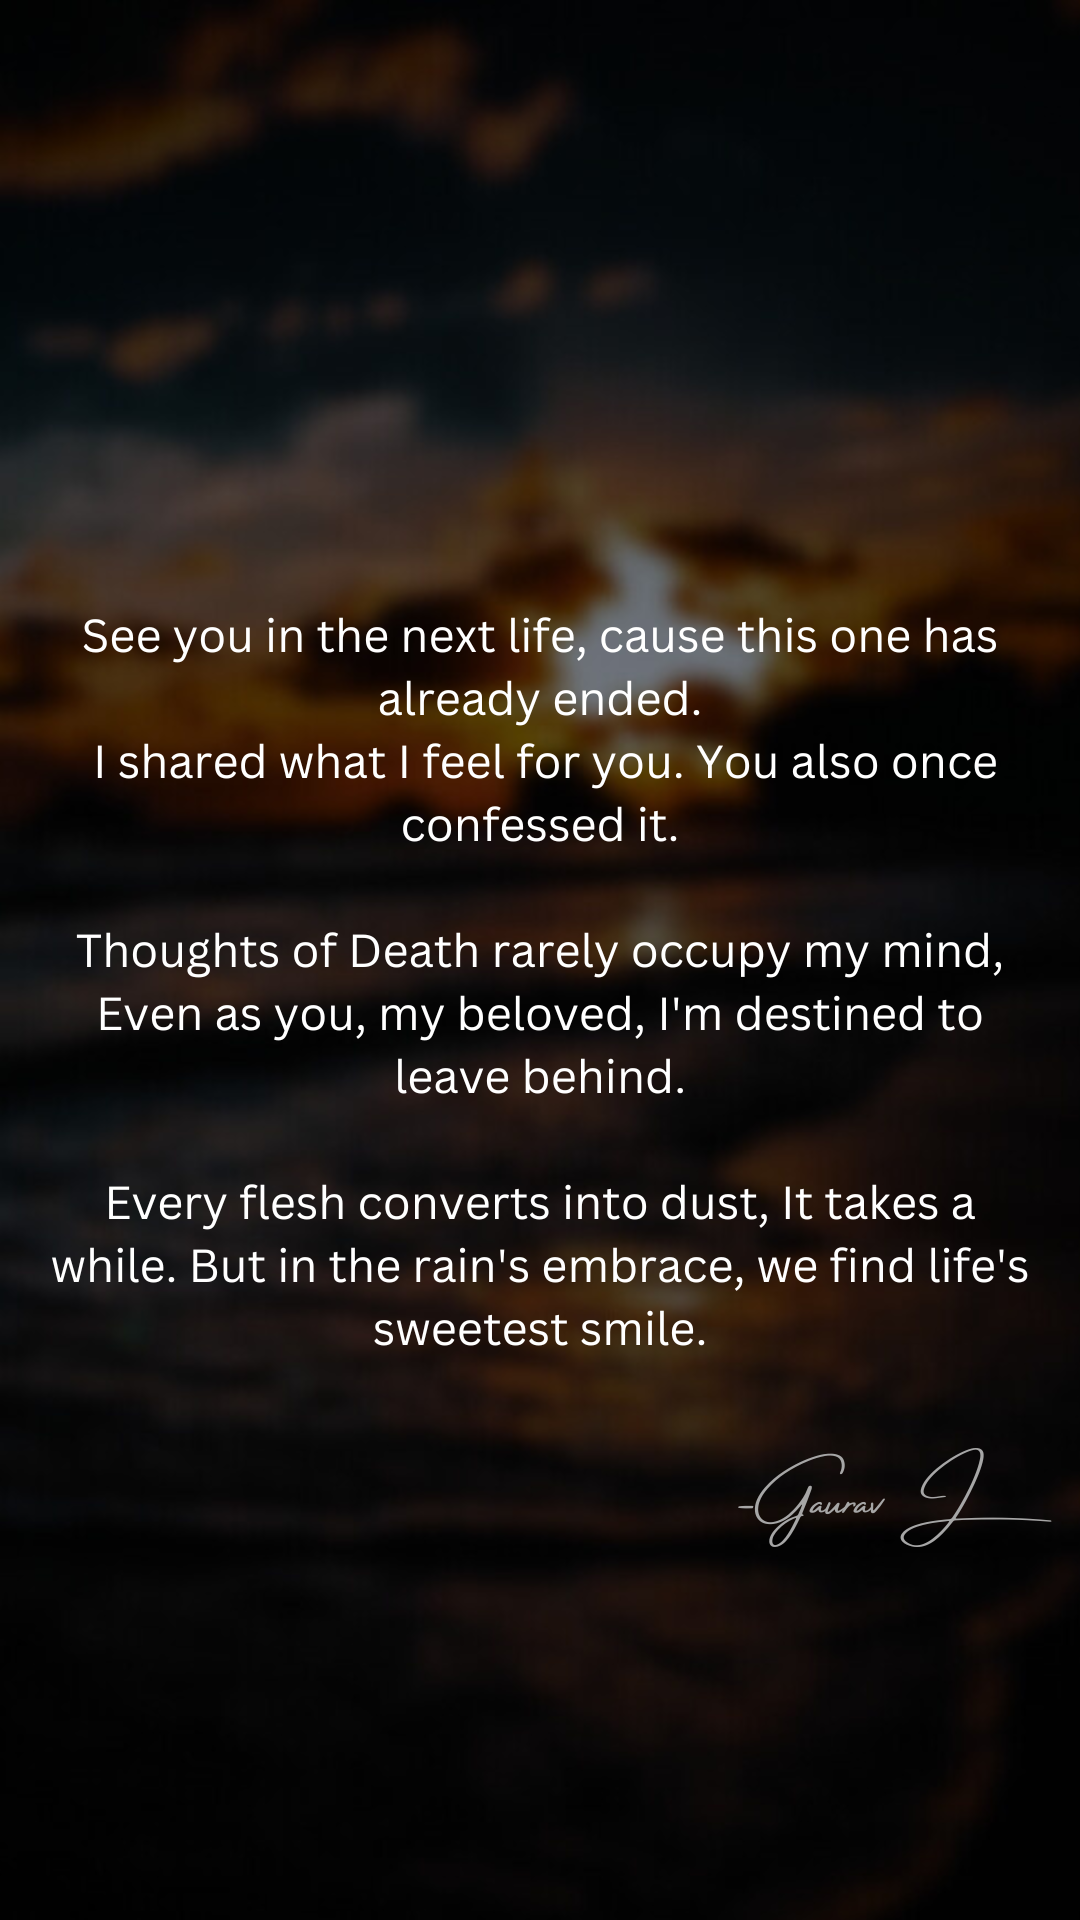 See you in the next life, cause this one has
already ended.
I shared what I feel for you. You also once
confessed it.
Thoughts of Death rarely occupy my mind,
Even as you, my beloved, I'm destined to
leave behind.
Every flesh converts into dust, It takes a
while. But in the rain's embrace, we find life's
sweetest smile.
-Gaurav J